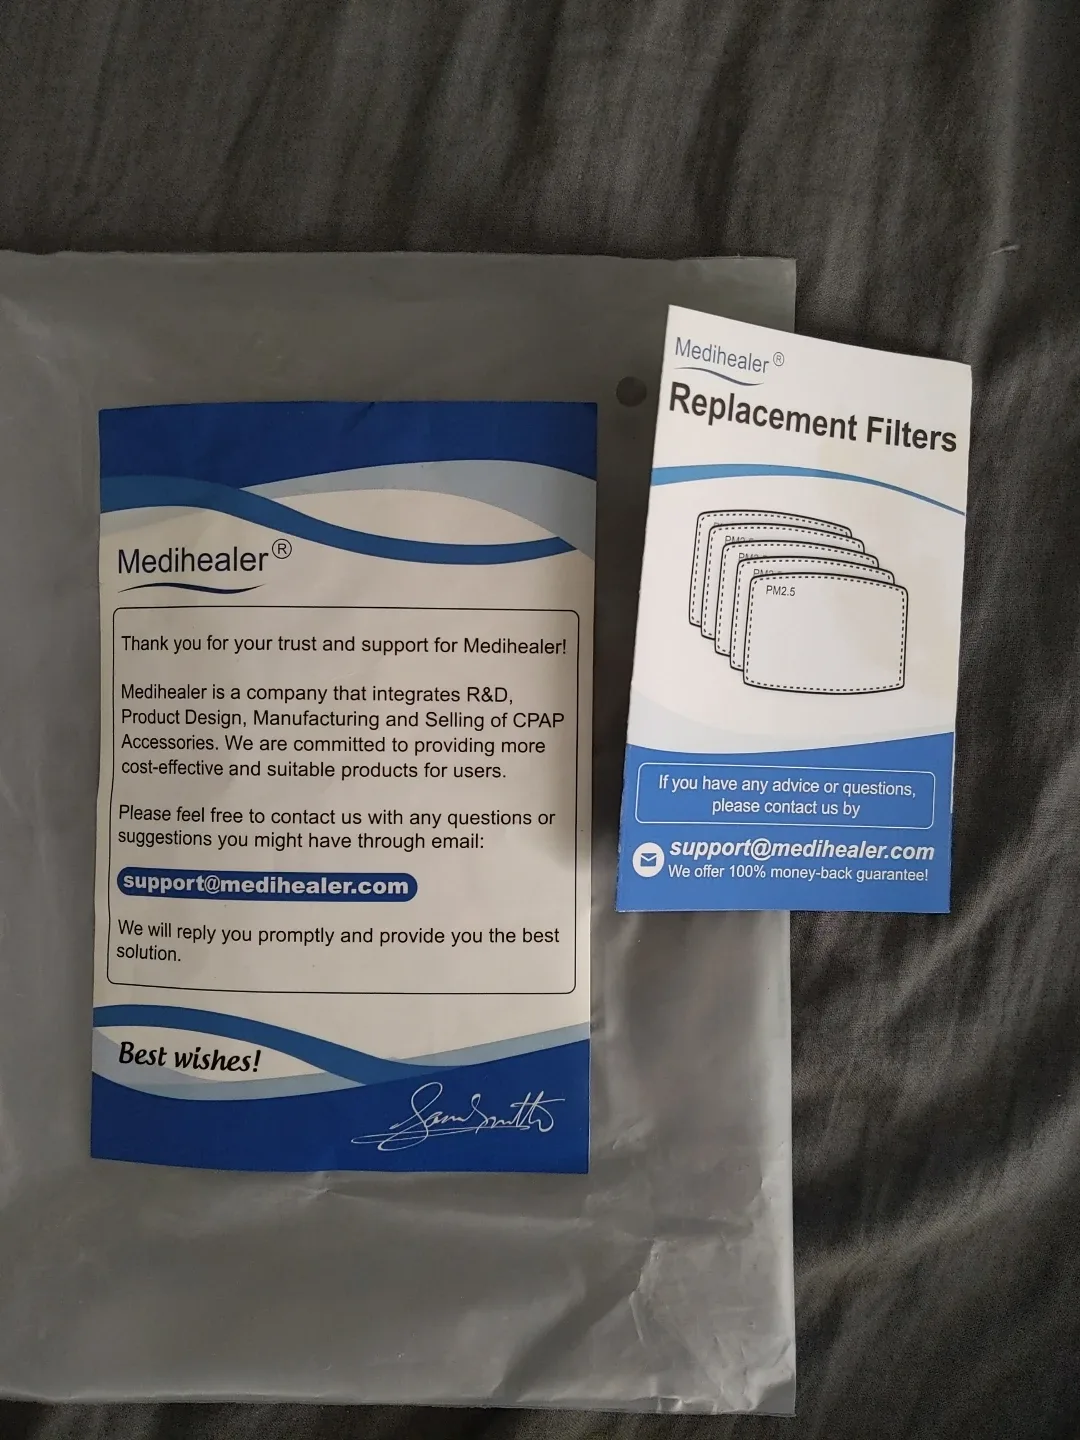 Medihealer®
Thank you for your trust and support for Medihealer!
Medihealer is a company that integrates R&D,
Product Design, Manufacturing and Selling of CPAP
Accessories. We are committed to providing more
cost-effective and suitable products for users.
Please feel free to contact us with any questions or
suggestions you might have through email:
support@medihealer.com
We will reply you promptly and provide you the best
solution.
Best wishes!
Sam Smith
Medihealer®
Replacement Filters
PM2.5
If you have any advice or questions,
please contact us by
support@medihealer.com
We offer 100% money-back guarantee!